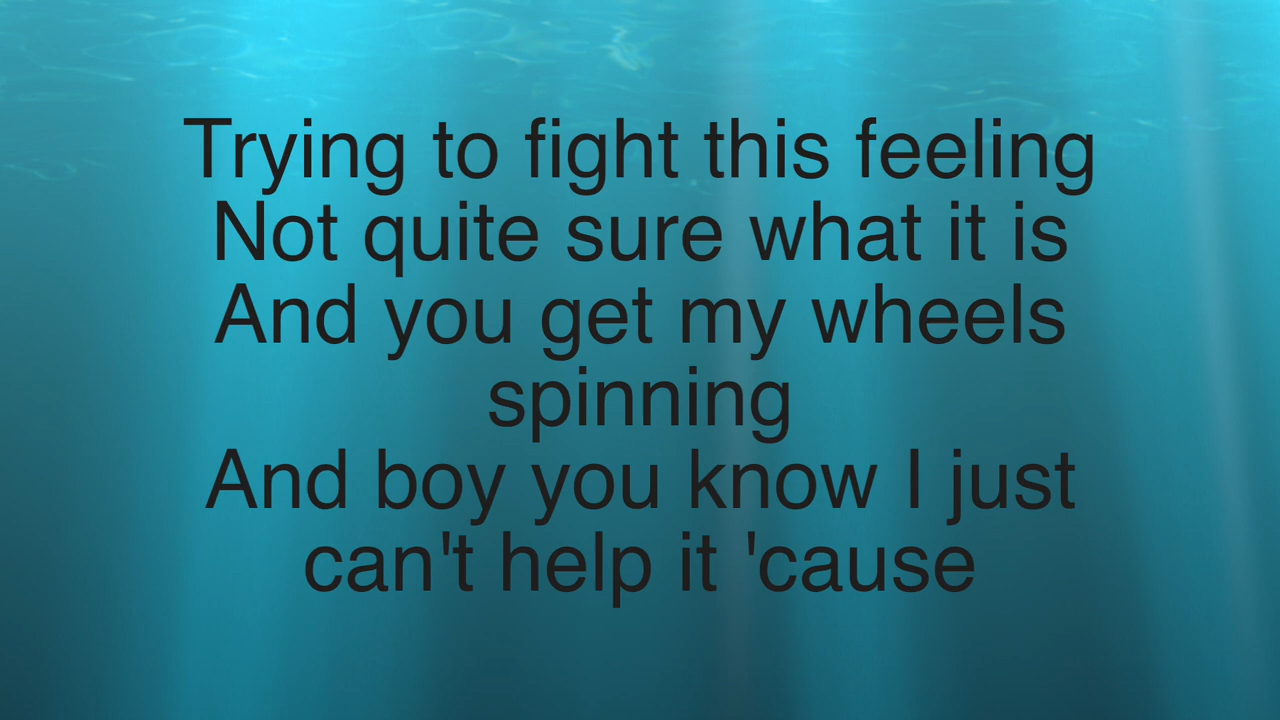 Trying to fight this feeling
Not quite sure what it is
And you get my wheels
spinning
And boy you know I just
can't help it 'cause